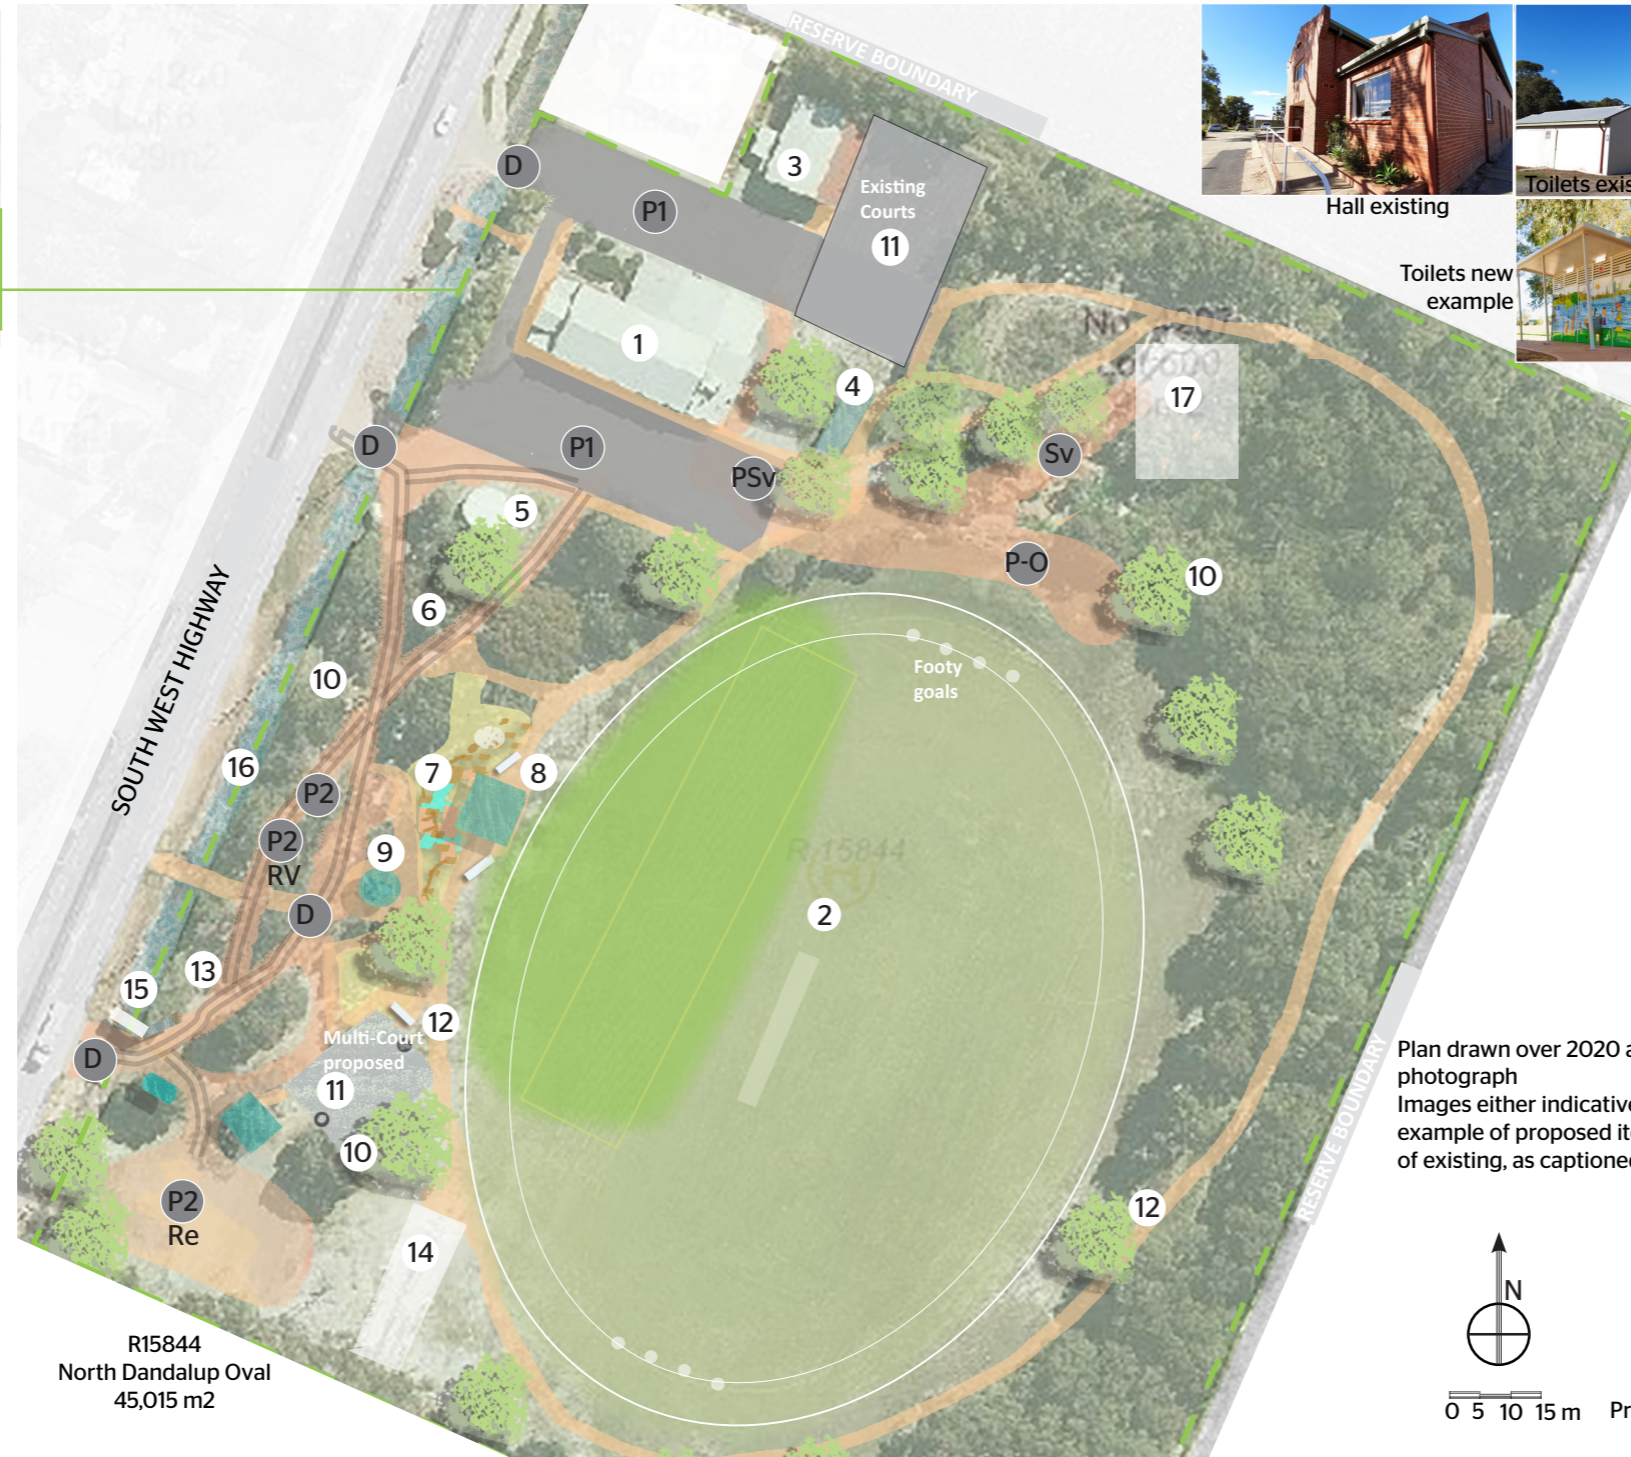 RESERVE BOUNDARY
D
3
P1
Existing
Courts
11
Hall existing
Toilets exis
Toilets new
example
1
4
17
D
P1
PSv
Sv
5
P-O
10
6
SOUTH WEST HIGHWAY
10
Footy
goals
16
7
8
P2
P2
RV
9
R 15844
H
D
2
13
15
12
Multi-Court
proposed
D
11
10
P2
Re
14
12
RESERVE BOUNDARY
Plan drawn over 2020 a
photograph
Images either indicative
example of proposed ite
of existing, as captione
N
0 5 10 15 m
Pr
R15844
North Dandalup Oval
45,015 m2